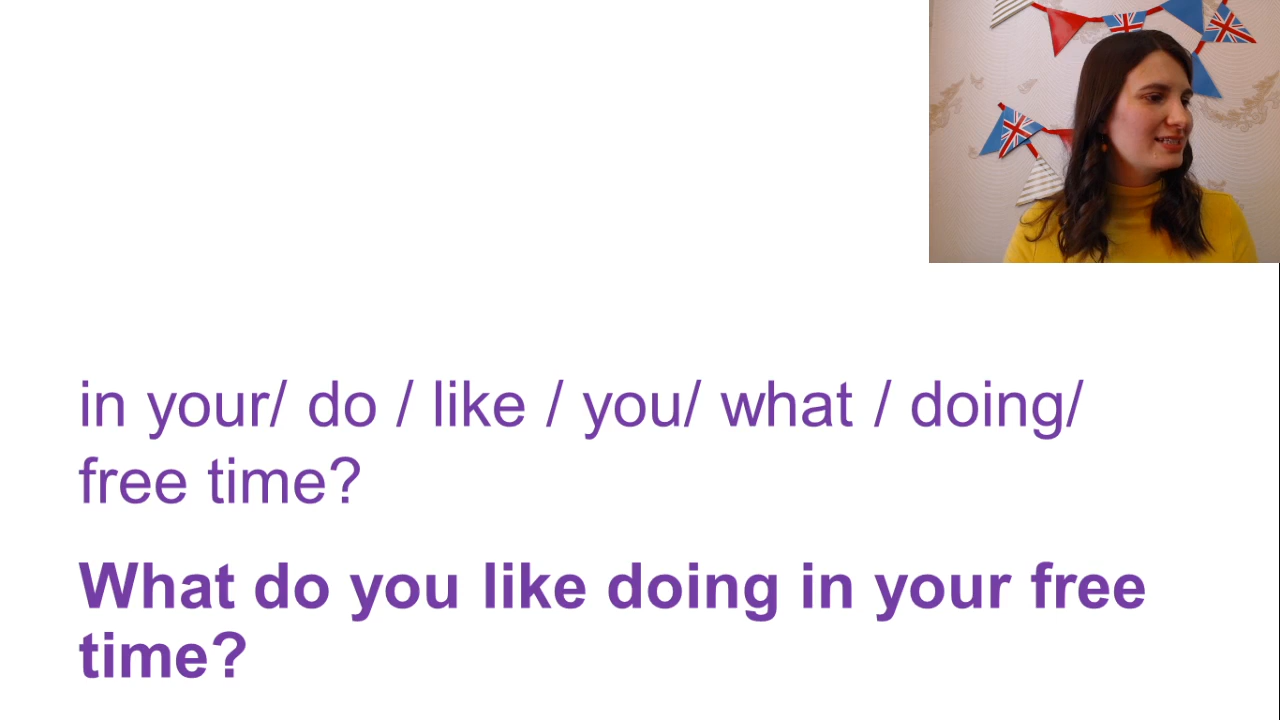 in your/ do / like / you/ what / doing/
free time?
What do you like doing in your free
time?